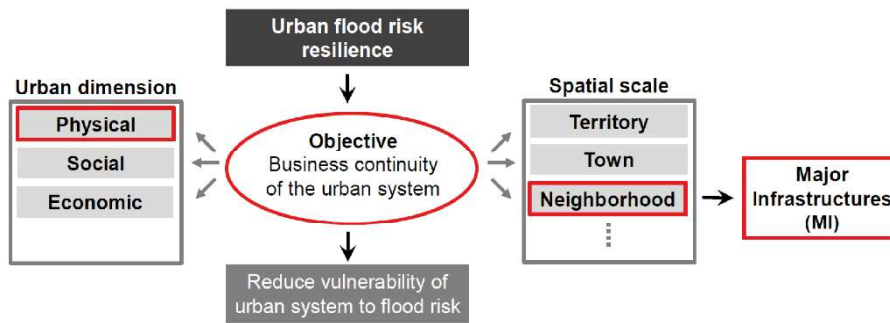 Urban flood risk
resilience
Urban dimension
Physical
Social
Economic
Objective
Business continuity
of the urban system
Spatial scale
Territory
Town
Neighborhood
Major
Infrastructures
(MI)
Reduce vulnerability of
urban system to flood risk